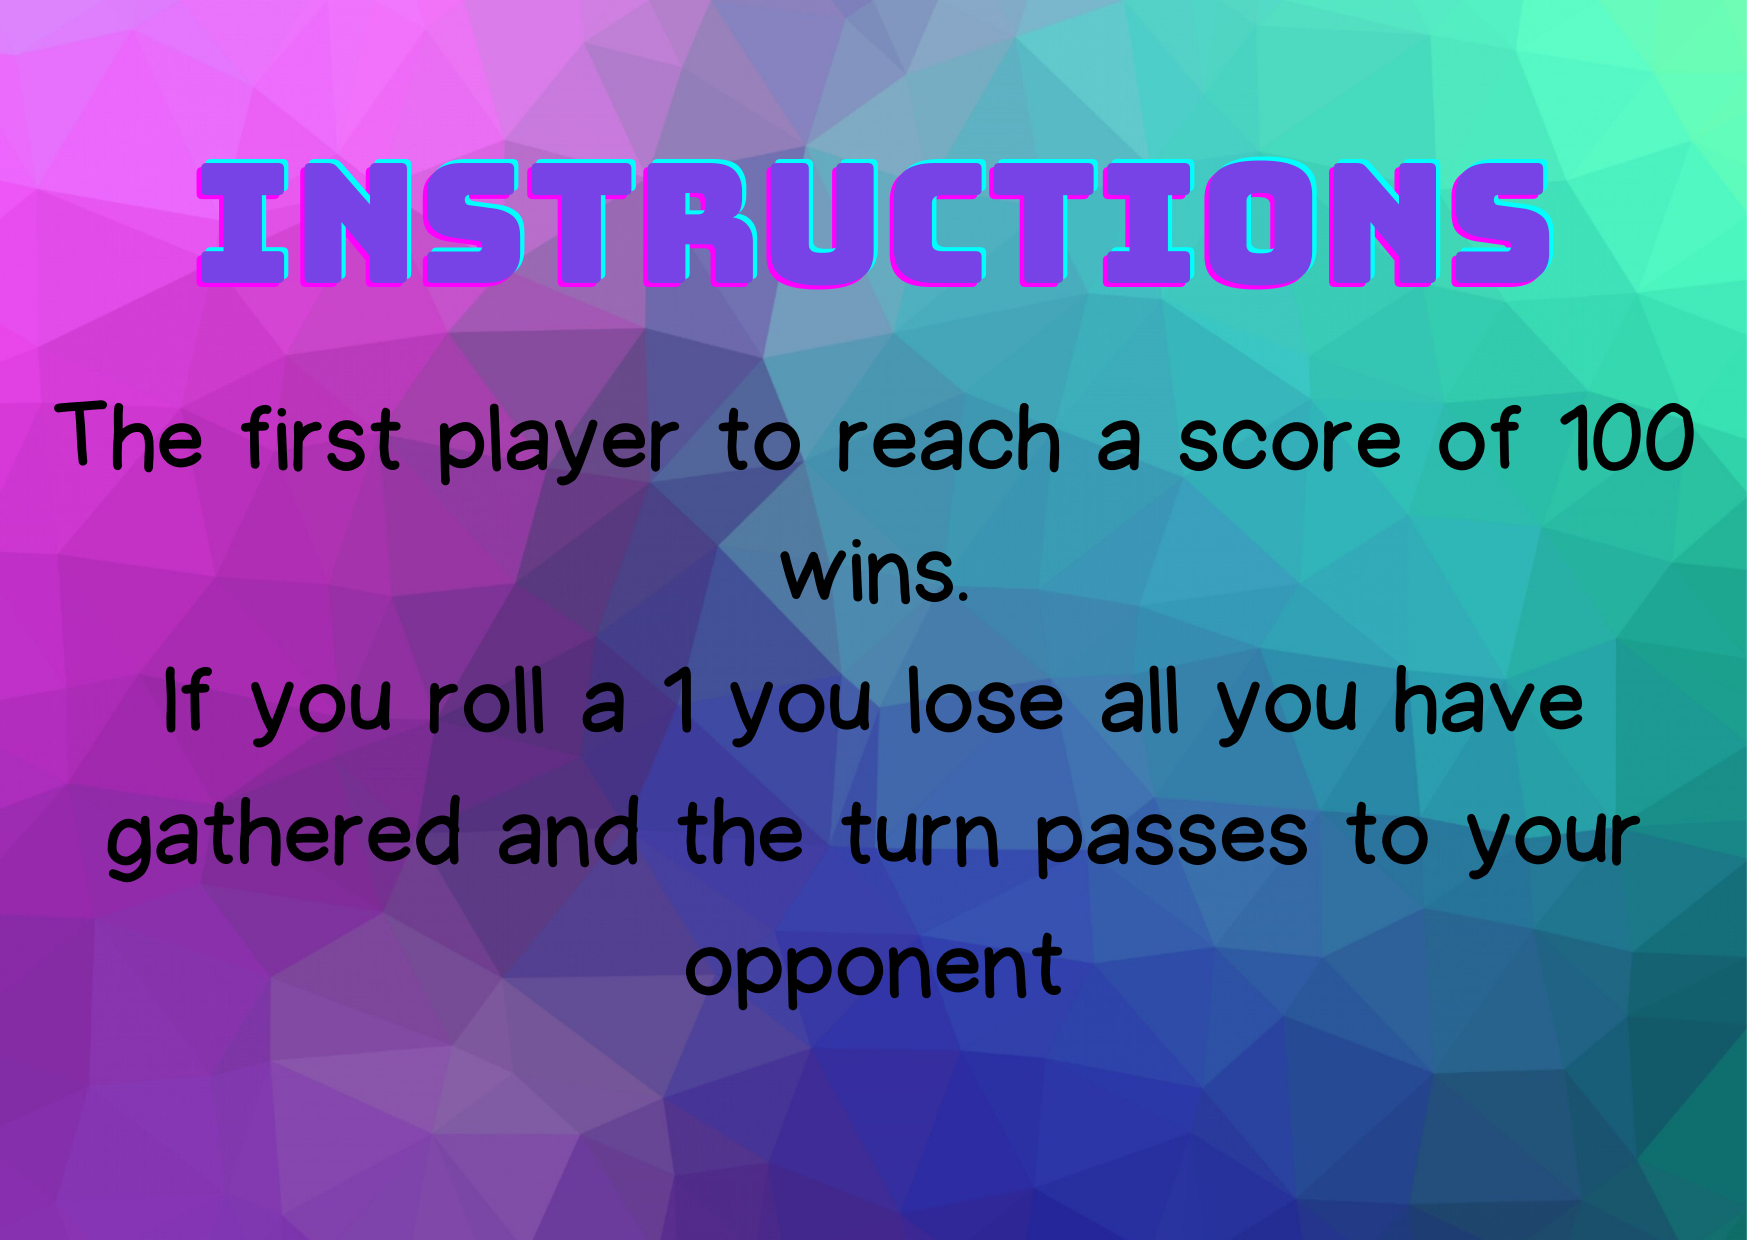 INSTRUCTIONS
The first player to reach a score of 100
wins.
If you roll a 1 you lose all you have
gathered and the turn passes to your
opponent